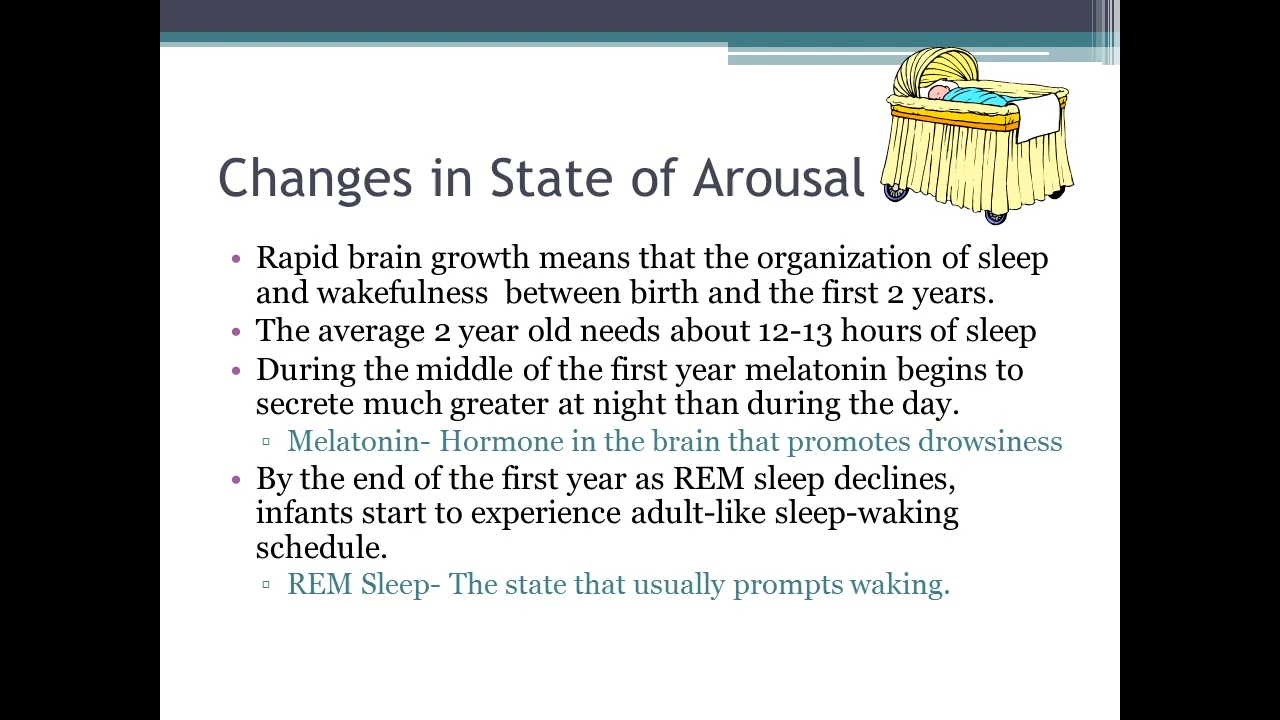 Changes in State of Arousal
• Rapid brain growth means that the organization of sleep
and wakefulness  between birth and the first 2 years.
• The average 2 year old needs about 12-13 hours of sleep
• During the middle of the first year melatonin begins to
secrete much greater at night than during the day.
▫ Melatonin- Hormone in the brain that promotes drowsiness
• By the end of the first year as REM sleep declines,
infants start to experience adult-like sleep-waking
schedule.
▫ REM Sleep- The state that usually prompts waking.